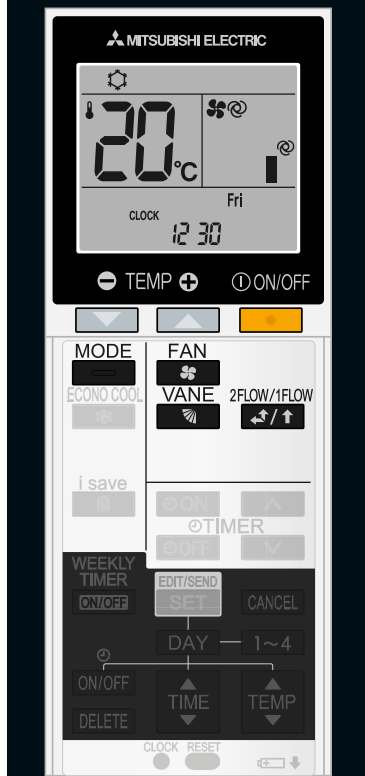 MITSUBISHI ELECTRIC
20°C
Fri
CLOCK
12 30
TEMP ON/OFF
MODE FAN
ECONO COOL VANE 2FLOW/1FLOW
i save
ON
TIMER
OFF
WEEKLY
TIMER EDIT/SEND
ON/OFF SET CANCEL
DAY 1~4
ON/OFF TIME TEMP
DELETE
CLOCK RESET